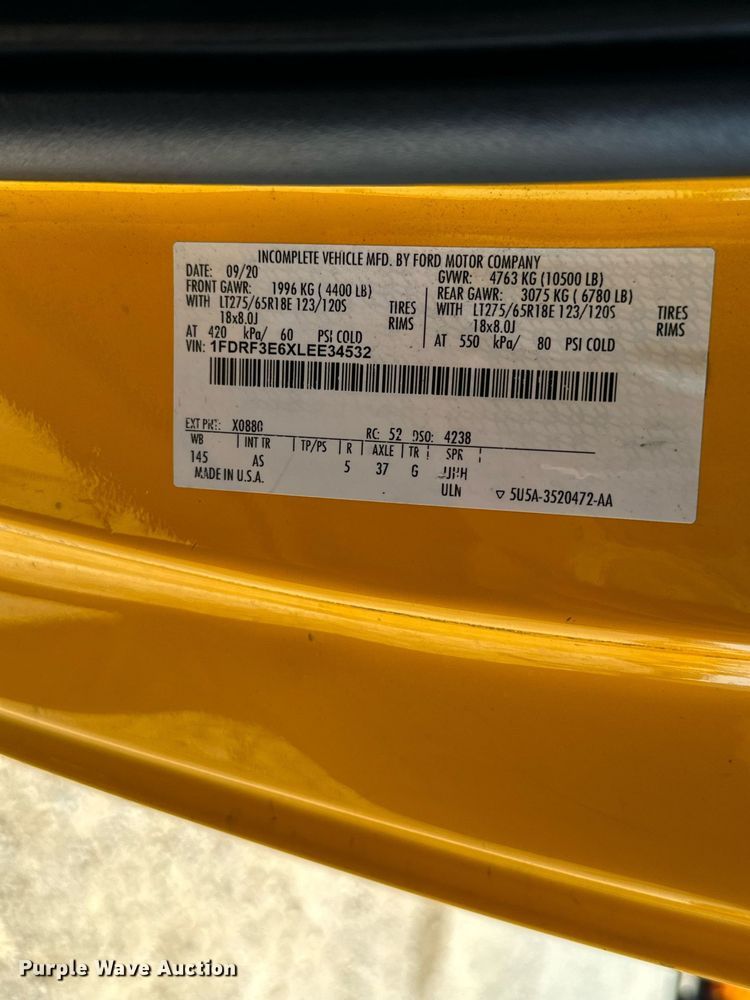 INCOMPLETE VEHICLE MFD. BY FORD MOTOR COMPANY
DATE: 09/20
FRONT GAWR: 1996 KG ( 4400 LB)
WITH LT275/65R18E 123/120S TIRES
18x8.0J RIMS
AT 420 kPa/ 60 PSI COLD
GVWR: 4763 KG (10500 LB)
REAR GAWR: 3075 KG ( 6780 LB)
WITH LT275/65R18E 123/120S TIRES
18x8.0J RIMS
AT 550 kPa/ 80 PSI COLD
VIN: 1FDRF3E6XLEE34532
EXT PNT: RC: 52 DSO: 4238
WB | INT TR | TP/PS | R | AXLE | TR | SPR |
145 AS 5 37 G
MADE IN U.S.A. ULN ▽ 5U5A-3520472-AA
Purple Wave Auction